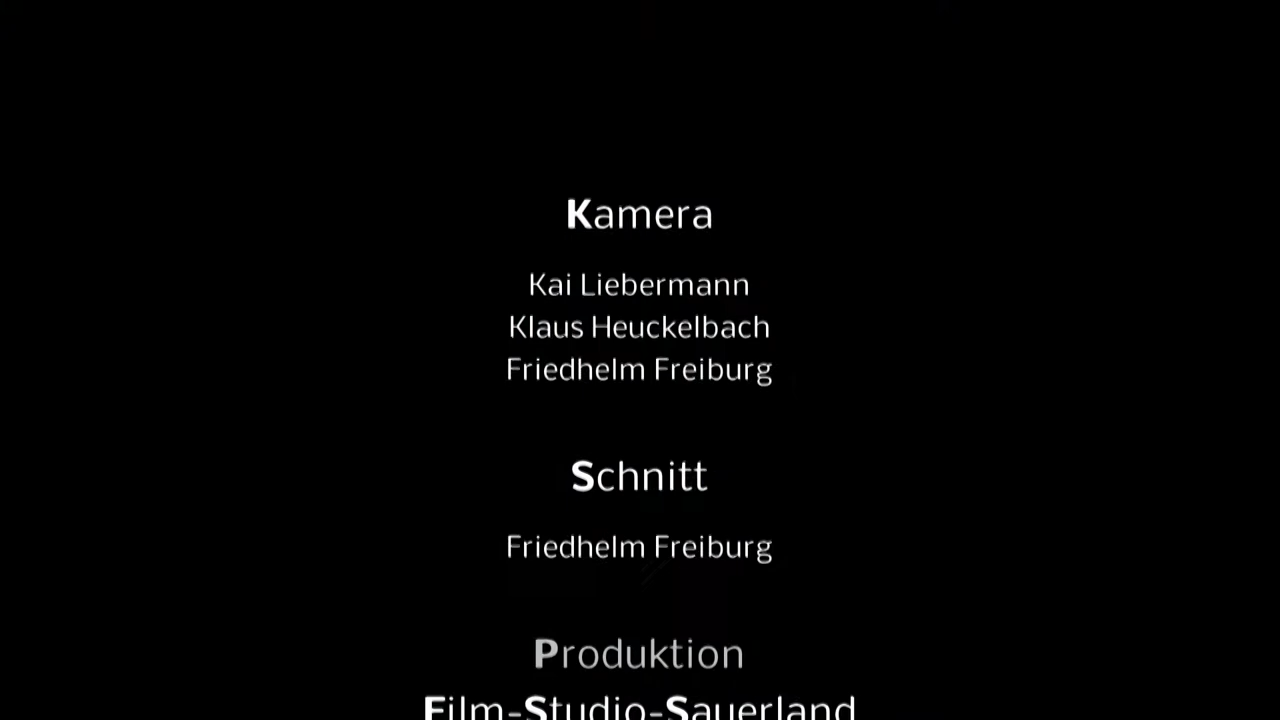 Kamera
Kai Liebermann
Klaus Heuckelbach
Friedhelm Freiburg
Schnitt
Friedhelm Freiburg
Produktion
Film-Studio-Sauerland